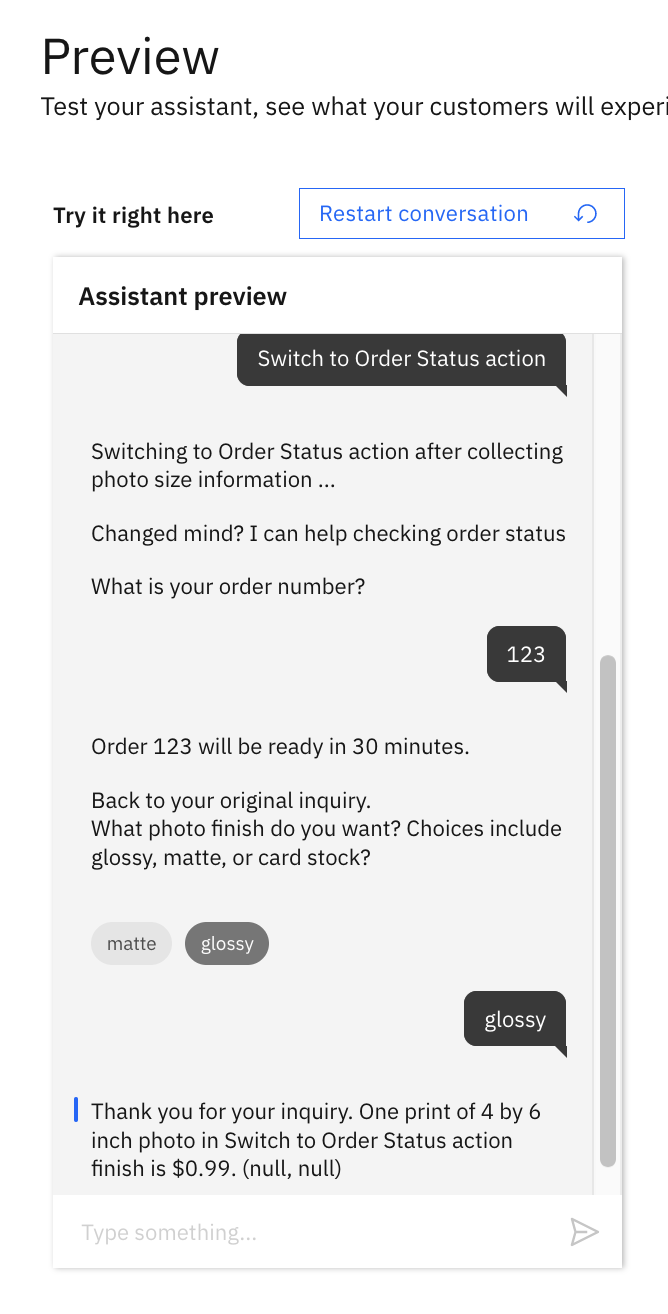 Preview
Test your assistant, see what your customers will experi
Try it right here
Restart conversation
Assistant preview
Switch to Order Status action
Switching to Order Status action after collecting
photo size information ...
Changed mind? I can help checking order status
What is your order number?
123
Order 123 will be ready in 30 minutes.
Back to your original inquiry.
What photo finish do you want? Choices include
glossy, matte, or card stock?
matte
glossy
glossy
Thank you for your inquiry. One print of 4 by 6
inch photo in Switch to Order Status action
finish is $0.99. (null, null)
Type something...